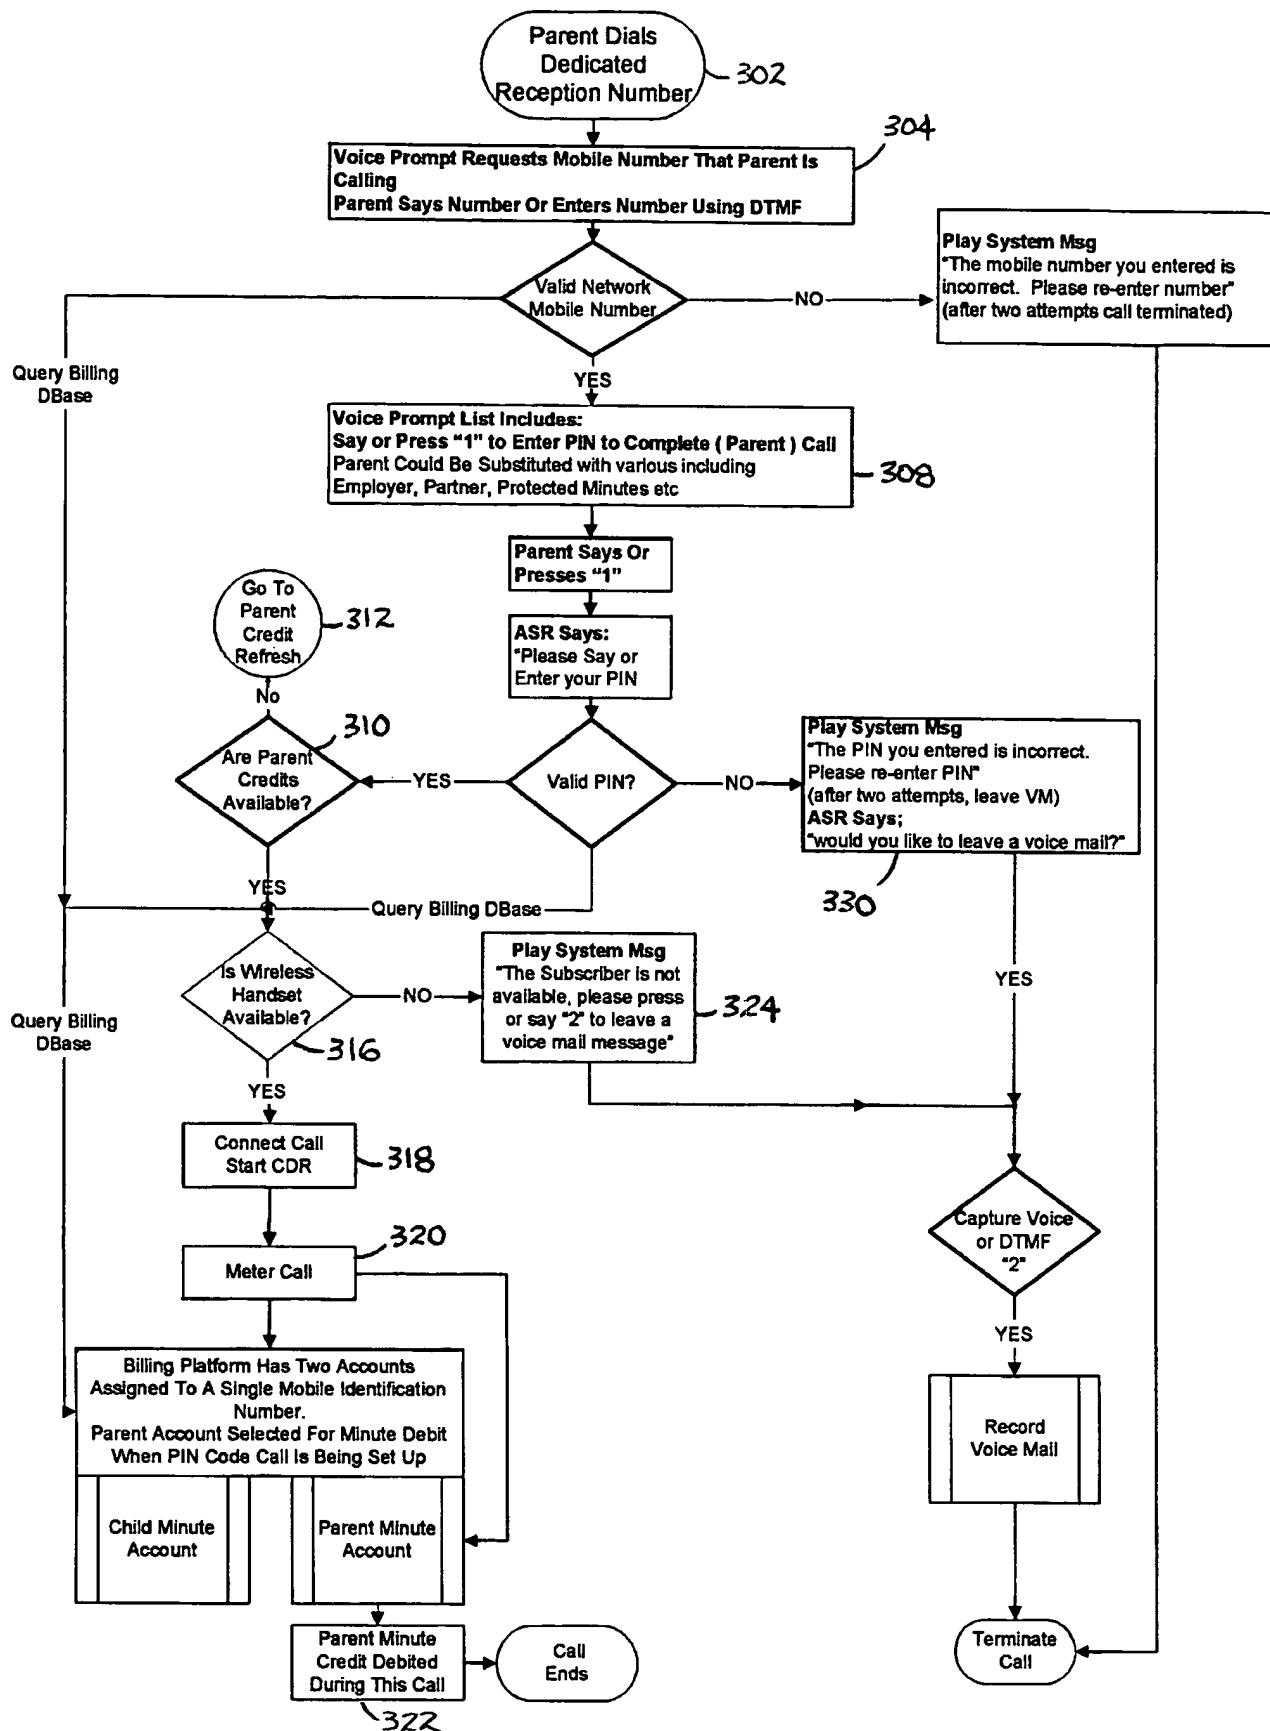 Parent Dials
Dedicated
Reception Number
302
304
Voice Prompt Requests Mobile Number That Parent Is
Calling
Parent Says Number Or Enters Number Using DTMF
Valid Network
Mobile Number
NO
Play System Msg
"The mobile number you entered is
incorrect. Please re-enter number"
(after two attempts call terminated)
Query Billing
DBase
YES
Voice Prompt List Includes:
Say or Press "1" to Enter PIN to Complete ( Parent ) Call
Parent Could Be Substituted with various including
Employer, Partner, Protected Minutes etc
308
Parent Says Or
Presses "1"
Go To
Parent
Credit
Refresh
312
ASR Says:
"Please Say or
Enter your PIN
No
310
Are Parent
Credits
Available?
YES
Valid PIN?
NO
Play System Msg
"The PIN you entered is incorrect.
Please re-enter PIN"
(after two attempts, leave VM)
ASR Says;
"would you like to leave a voice mail?"
330
YES
Query Billing DBase
Is Wireless
Handset
Available?
316
NO
Play System Msg
"The Subscriber is not
available, please press
or say "2" to leave a
voice mail message"
324
YES
Query Billing
DBase
YES
Connect Call
Start CDR
318
Capture Voice
or DTMF
"2"
320
Meter Call
YES
Billing Platform Has Two Accounts
Assigned To A Single Mobile Identification
Number.
Parent Account Selected For Minute Debit
When PIN Code Call Is Being Set Up
Record
Voice Mail
Child Minute
Account
Parent Minute
Account
Parent Minute
Credit Debited
During This Call
322
Call
Ends
Terminate
Call